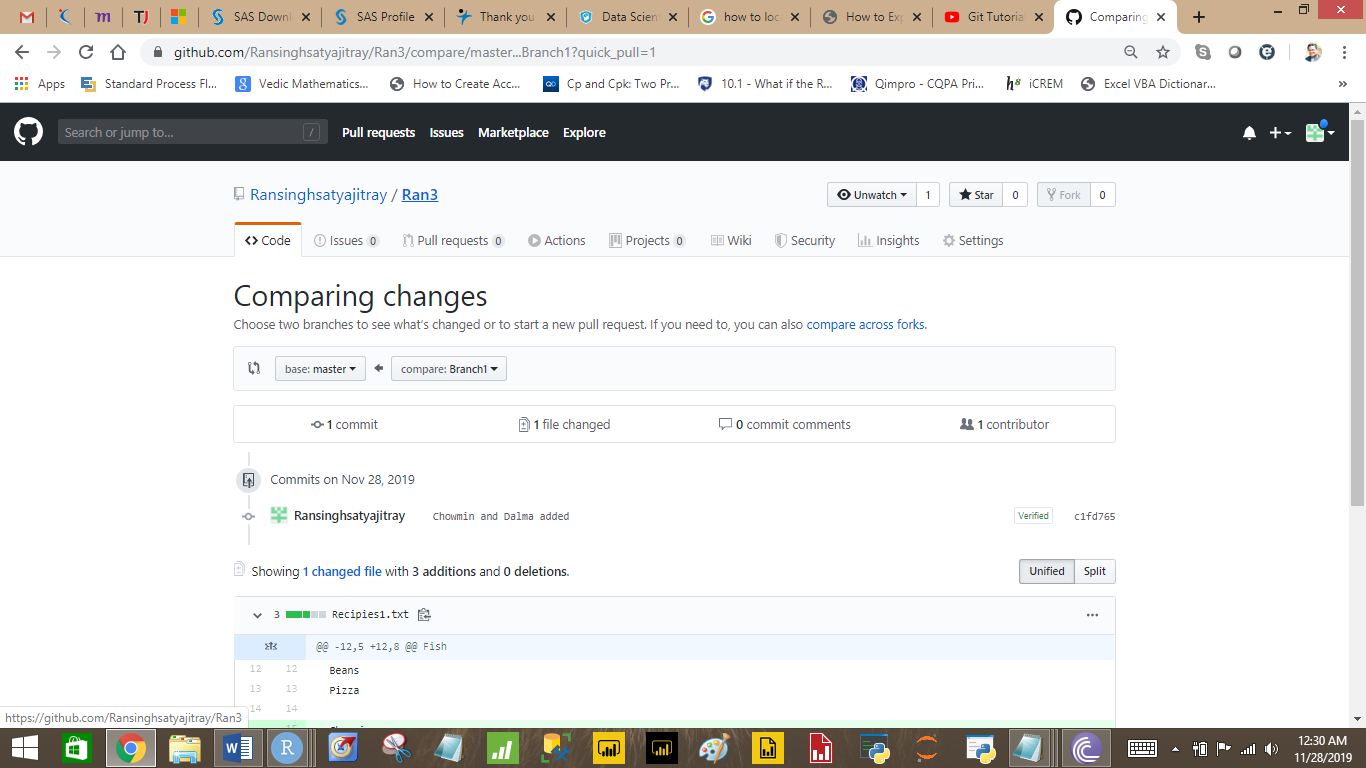 SAS Downl
SAS Profile
Thank you
Data Scien
how to loc
How to Exp
Git Tutorial
Comparing
github.com/Ransinghsatyajitray/Ran3/compare/master...Branch1?quick_pull=1
Apps Standard Process Fl... Vedic Mathematics... How to Create Acc... Cp and Cpk: Two Pr... 10.1 - What if the R... Qimpro - CQPA Pri... iCREM Excel VBA Dictionar... »
Search or jump to... / Pull requests Issues Marketplace Explore
Ransinghsatyajitray / Ran3 Unwatch 1 Star 0 Fork 0
Code Issues 0 Pull requests 0 Actions Projects 0 Wiki Security Insights Settings
Comparing changes
Choose two branches to see what's changed or to start a new pull request. If you need to, you can also compare across forks.
base: master compare: Branch1
1 commit 1 file changed 0 commit comments 1 contributor
Commits on Nov 28, 2019
Ransinghsatyajitray Chowmin and Dalma added Verified c1fd765
Showing 1 changed file with 3 additions and 0 deletions. Unified Split
3 Recipies1.txt ...
@@ -12,5 +12,8 @@ Fish
12 12 Beans
13 13 Pizza
14 14
https://github.com/Ransinghsatyajitray/Ran3
12:30 AM
11/28/2019